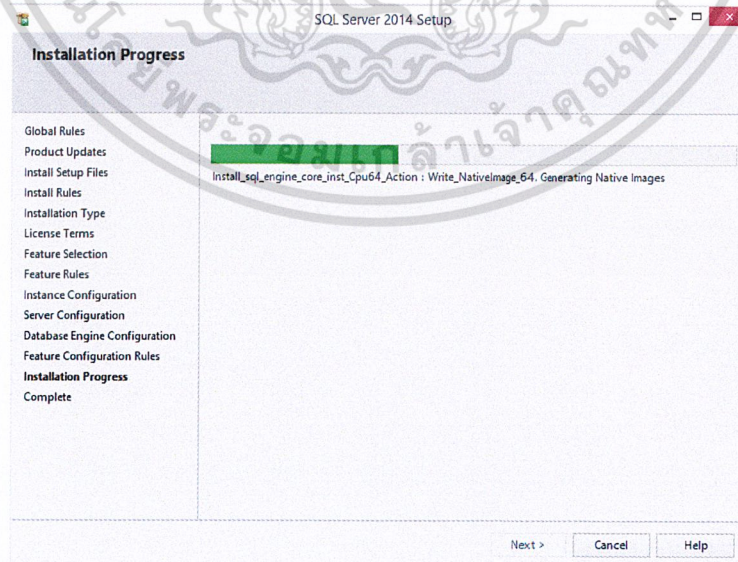 SQL Server 2014 Setup
Installation Progress
Global Rules
Product Updates
Install Setup Files
Install Rules
Installation Type
License Terms
Feature Selection
Feature Rules
Instance Configuration
Server Configuration
Database Engine Configuration
Feature Configuration Rules
Installation Progress
Complete
Install_sql_engine_core_inst_Cpu64_Action : Write_NativeImage_64. Generating Native Images
Next >
Cancel
Help